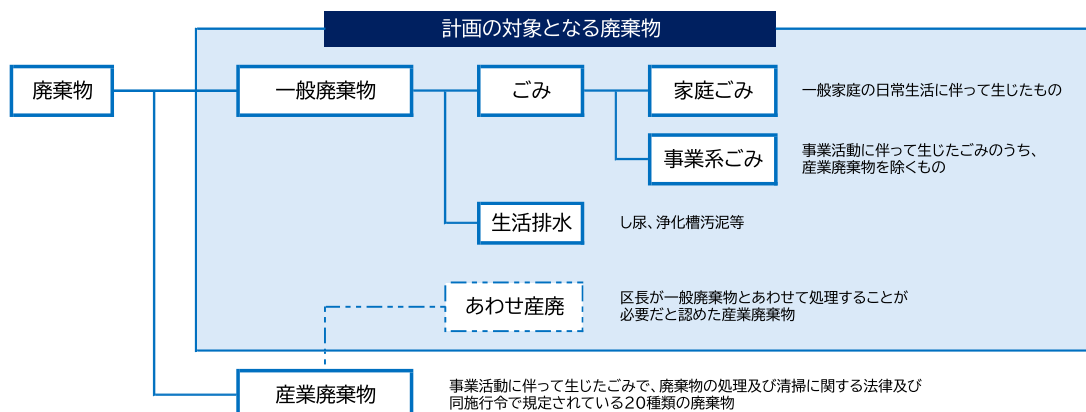 計画の対象となる廃棄物
廃棄物
一般廃棄物
ごみ
家庭ごみ
一般家庭の日常生活に伴って生じたもの
事業系ごみ
事業活動に伴って生じたごみのうち、
産業廃棄物を除くもの
生活排水
し尿、浄化槽汚泥等
あわせ産廃
区長が一般廃棄物とあわせて処理することが
必要だと認めた産業廃棄物
産業廃棄物
事業活動に伴って生じたごみで、廃棄物の処理及び清掃に関する法律及び
同施行令で規定されている20種類の廃棄物